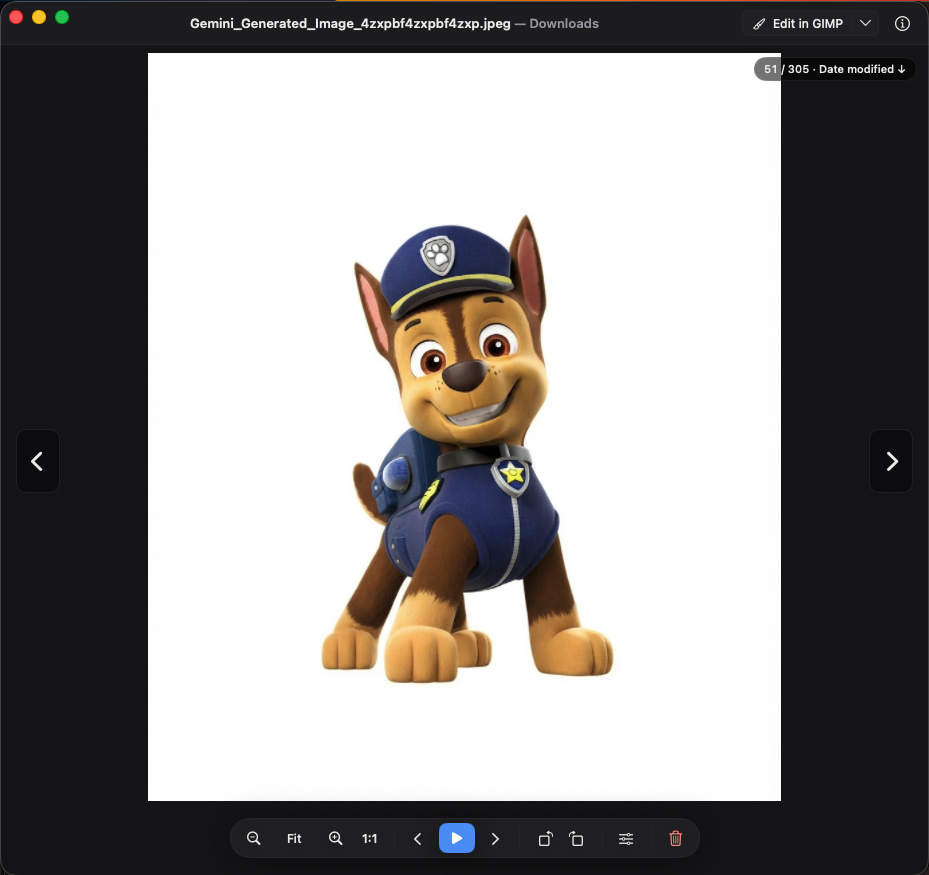 Gemini_Generated_Image_4zxpbf4zxpbf4zxp.jpeg — Downloads
Edit in GIMP
51 / 305 · Date modified ↓
Fit
1:1